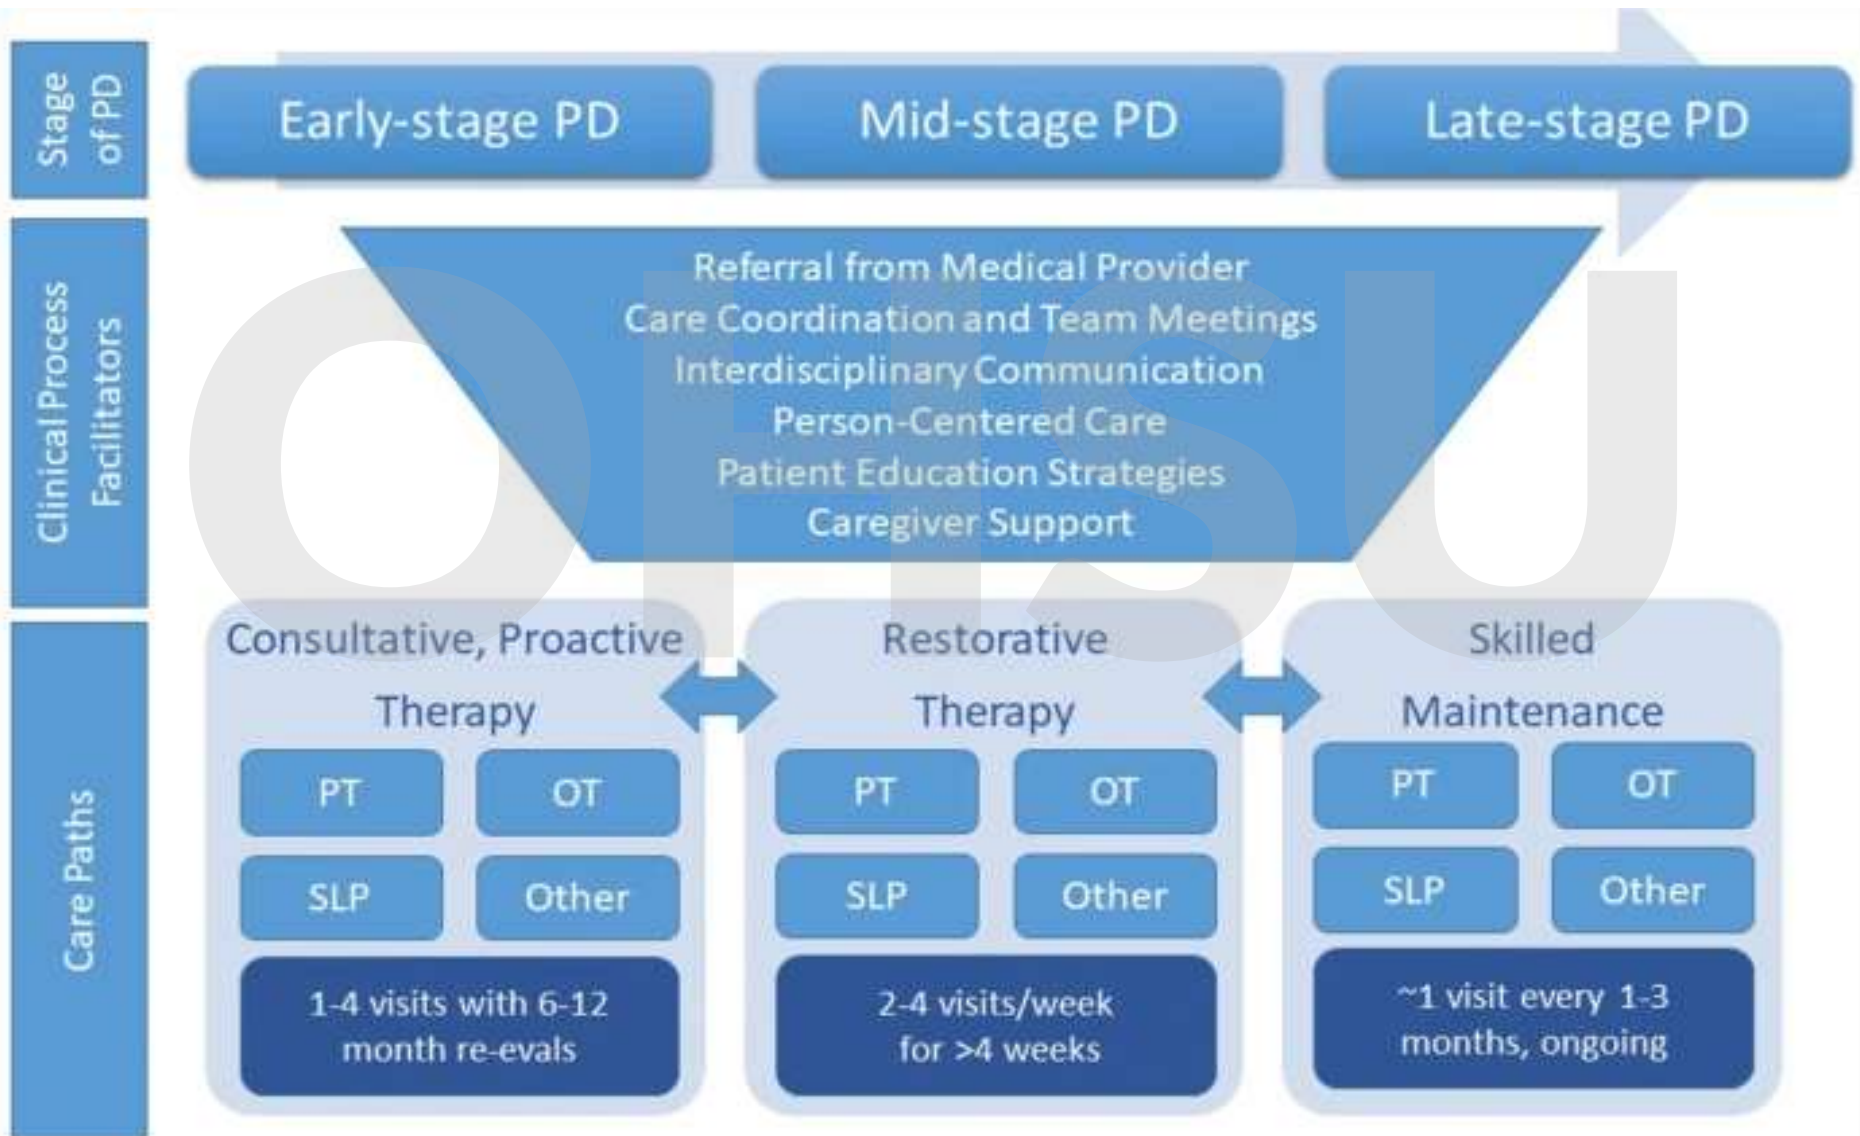 Stage
of PD
Early-stage PD
Mid-stage PD
Late-stage PD
Clinical Process
Facilitators
Referral from Medical Provider
Care Coordination and Team Meetings
Interdisciplinary Communication
Person-Centered Care
Patient Education Strategies
Caregiver Support
OHSU
Care Paths
Consultative, Proactive
Therapy
PT
OT
SLP
Other
1-4 visits with 6-12
month re-evals
Restorative
Therapy
PT
OT
SLP
Other
2-4 visits/week
for >4 weeks
Skilled
Maintenance
PT
OT
SLP
Other
~1 visit every 1-3
months, ongoing